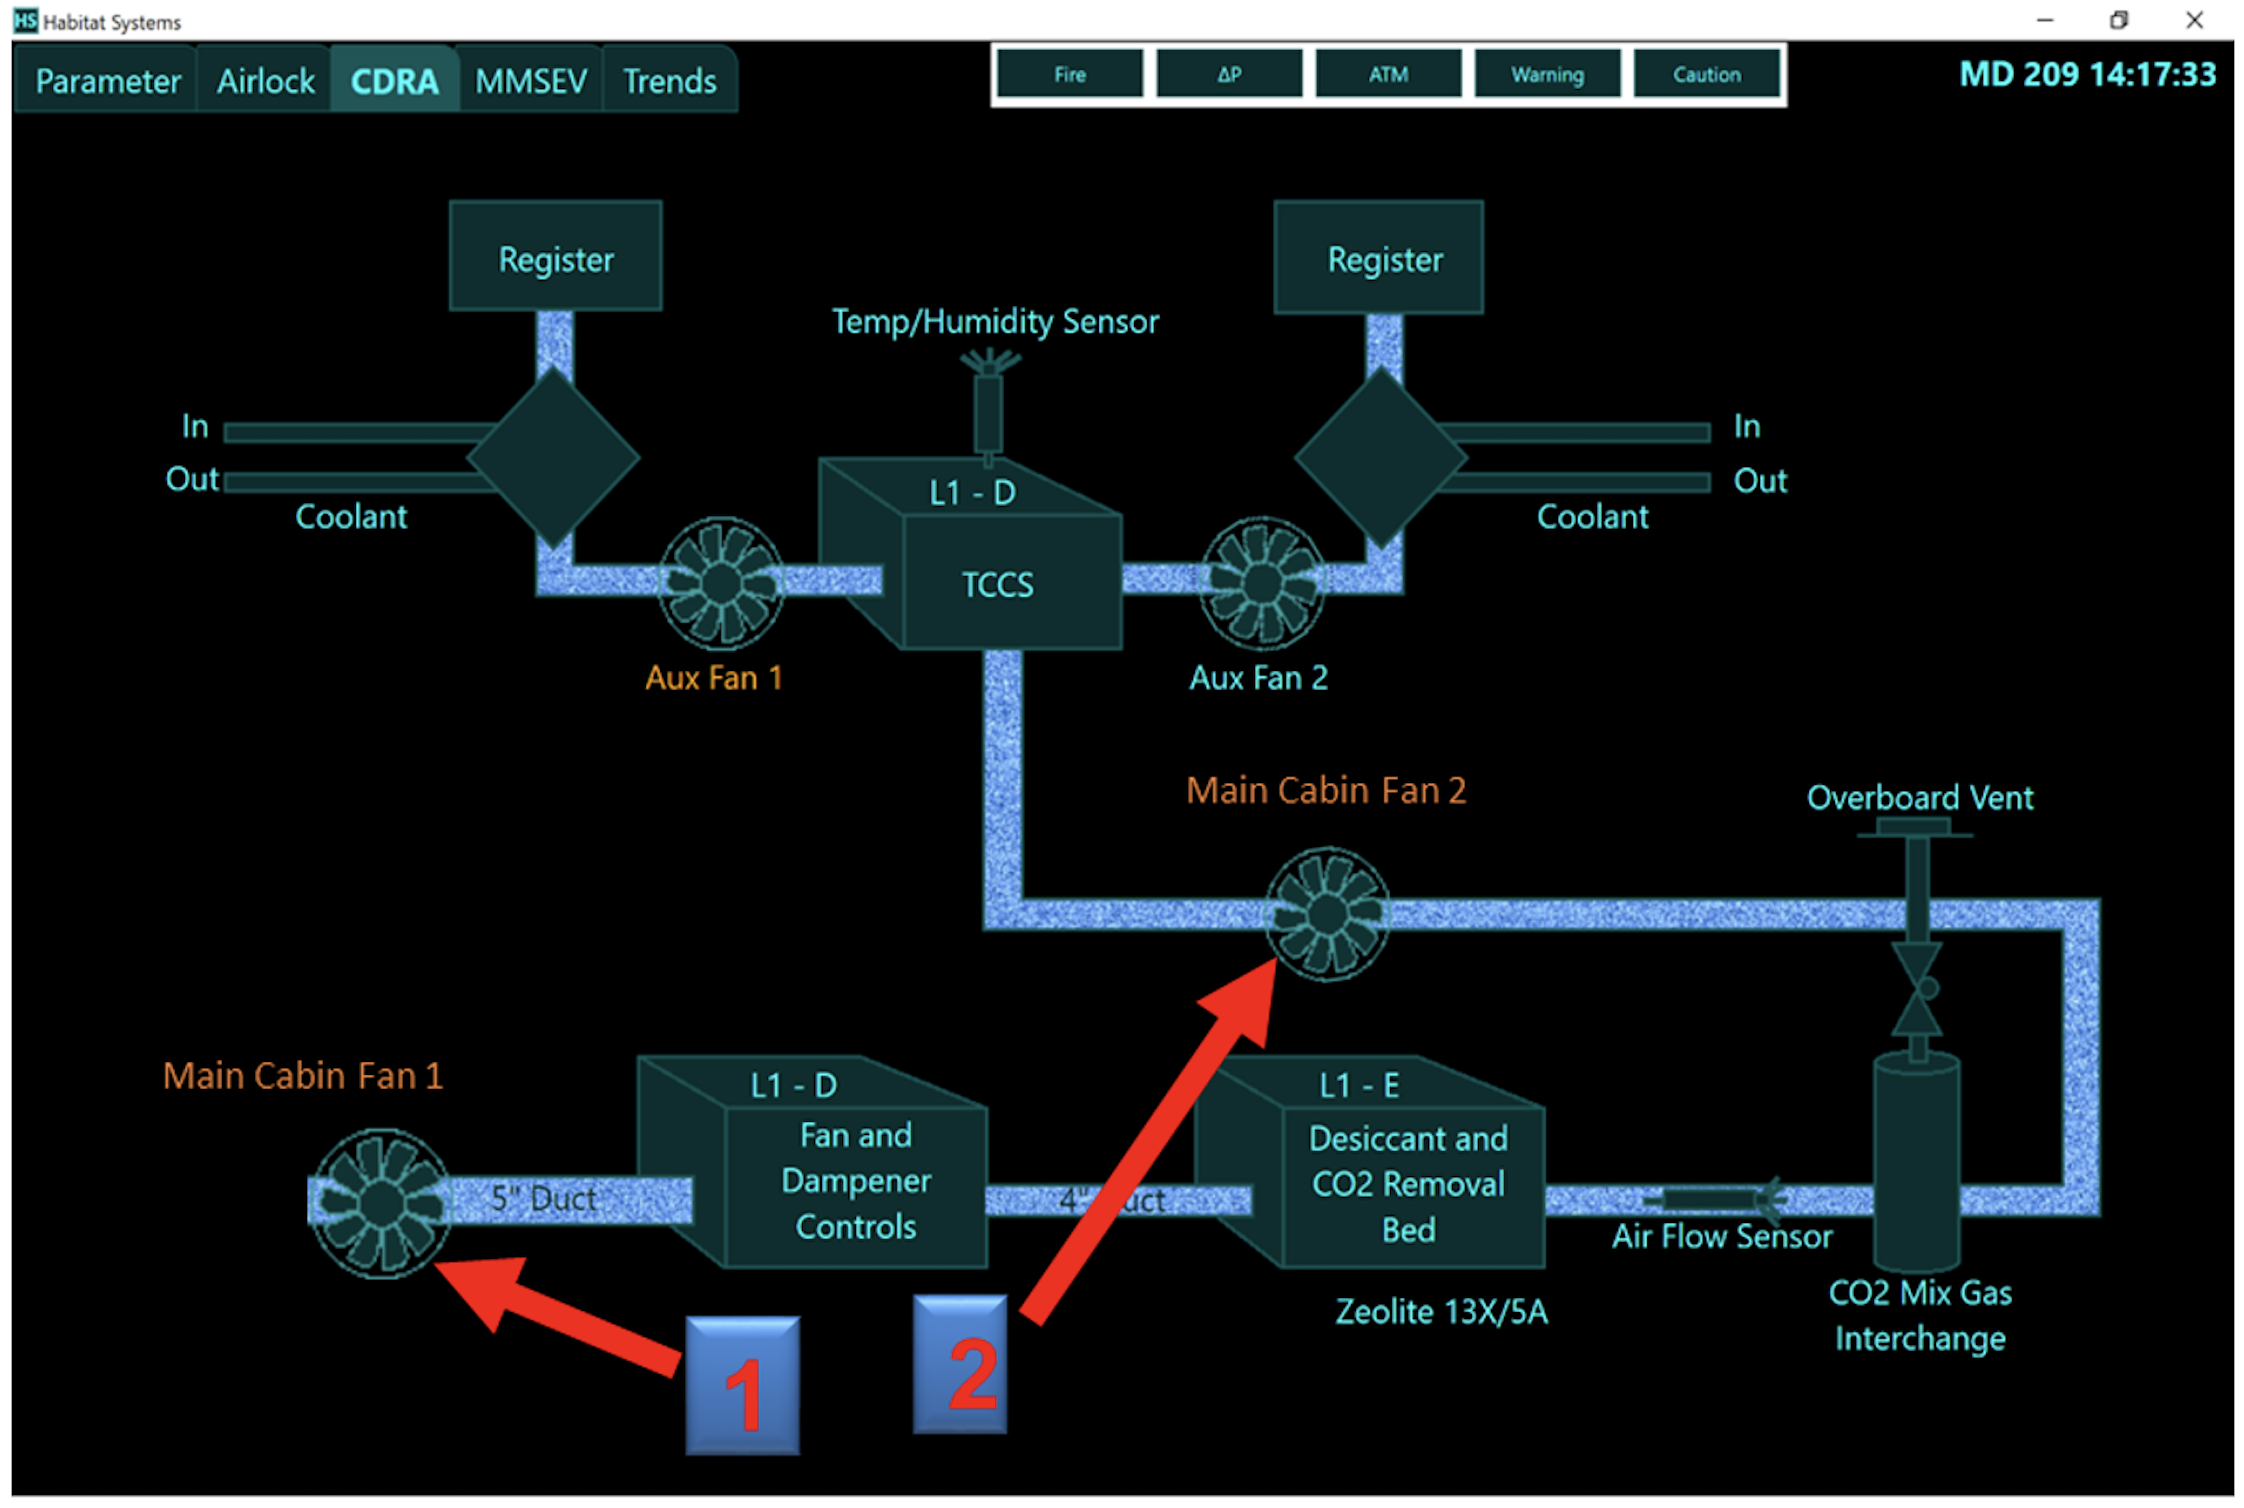 HS Habitat Systems
Parameter Airlock CDRA MMSEV Trends
Fire ΔP ATM Warning Caution
MD 209 14:17:33
Register
Register
Temp/Humidity Sensor
In
Out
Coolant
In
Out
Coolant
L1 - D
TCCS
Aux Fan 1
Aux Fan 2
Main Cabin Fan 2
Overboard Vent
Main Cabin Fan 1
L1 - D
Fan and
Dampener
Controls
L1 - E
Desiccant and
CO2 Removal
Bed
5" Duct
4" uct
Air Flow Sensor
Zeolite 13X/5A
CO2 Mix Gas
Interchange
1
2